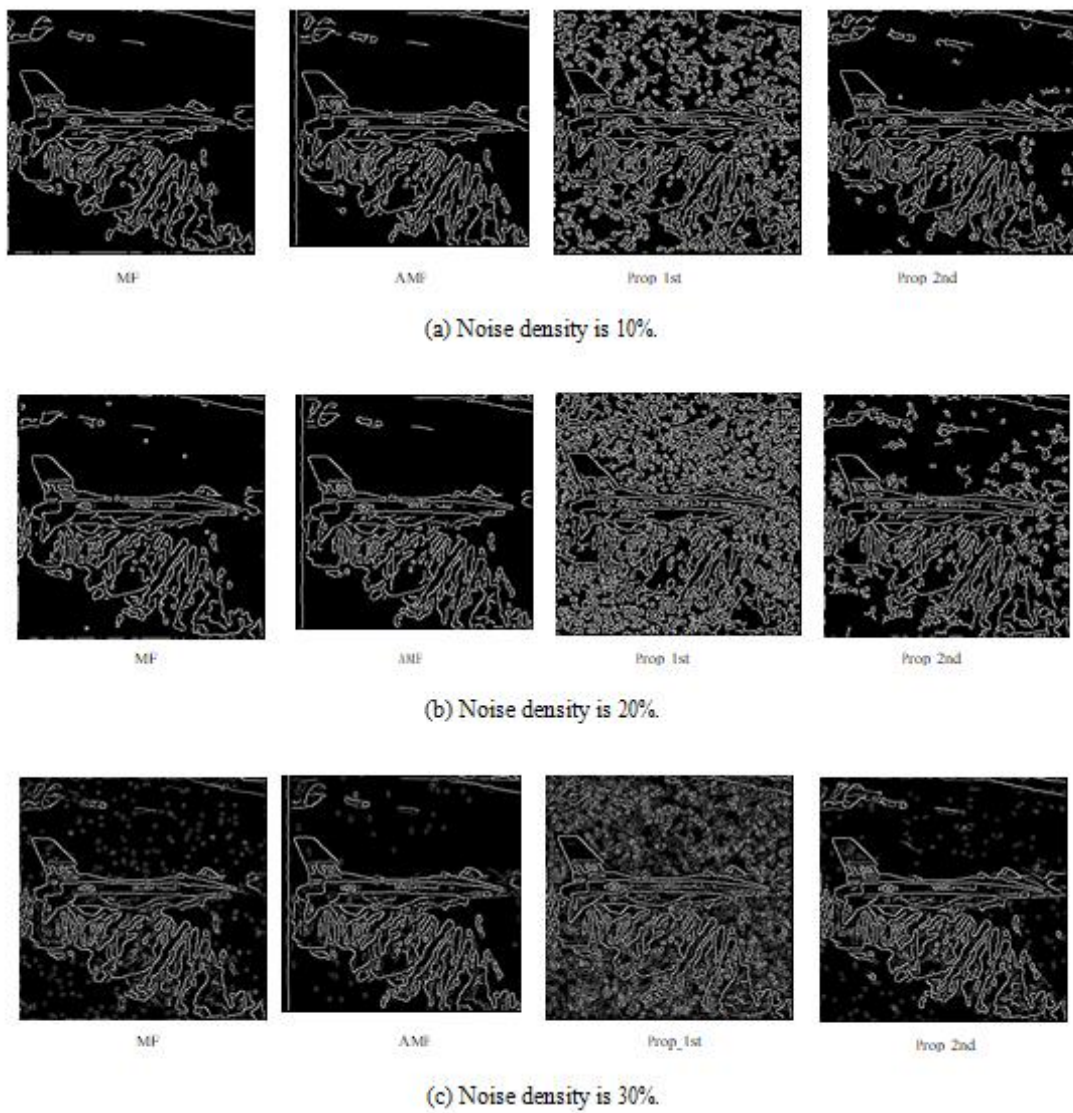 MF AMF Prop 1st Prop 2nd
(a) Noise density is 10%.
MF AMF Prop 1st Prop 2nd
(b) Noise density is 20%.
MF AMF Prop_1st Prop 2nd
(c) Noise density is 30%.